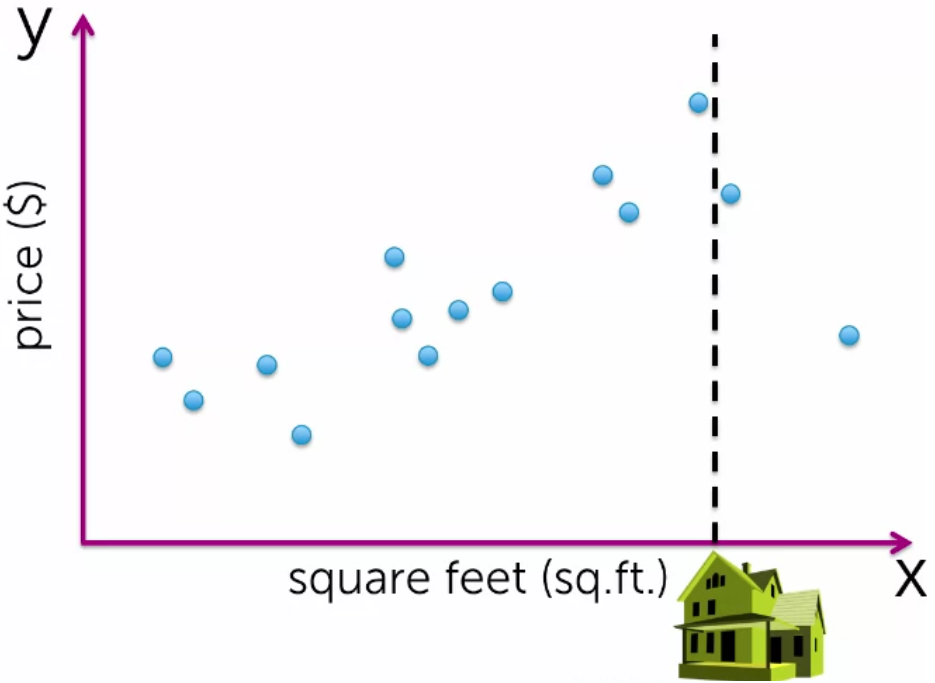 y
price ($)
square feet (sq.ft.)
x